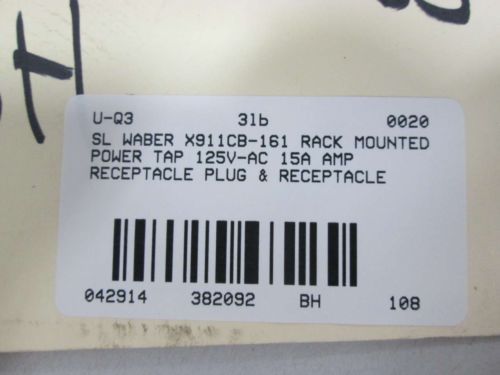 U-Q3 31b 0020
SL WABER X911CB-161 RACK MOUNTED
POWER TAP 125V-AC 15A AMP
RECEPTACLE PLUG & RECEPTACLE
042914 382092 BH 108